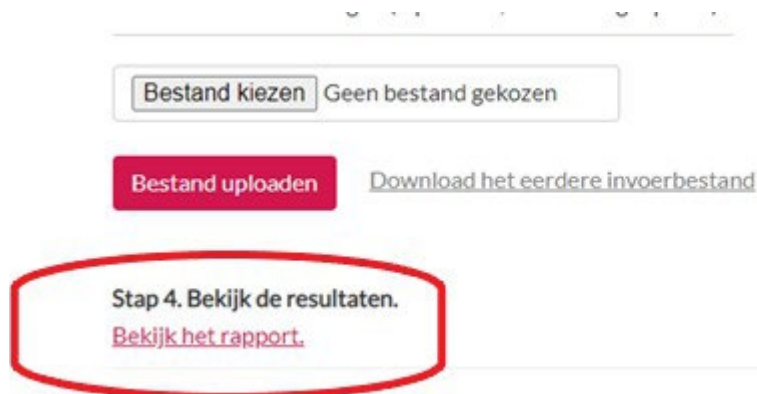 Bestand kiezen Geen bestand gekozen
Bestand uploaden Download het eerdere invoerbestand
Stap 4. Bekijk de resultaten.
Bekijk het rapport.